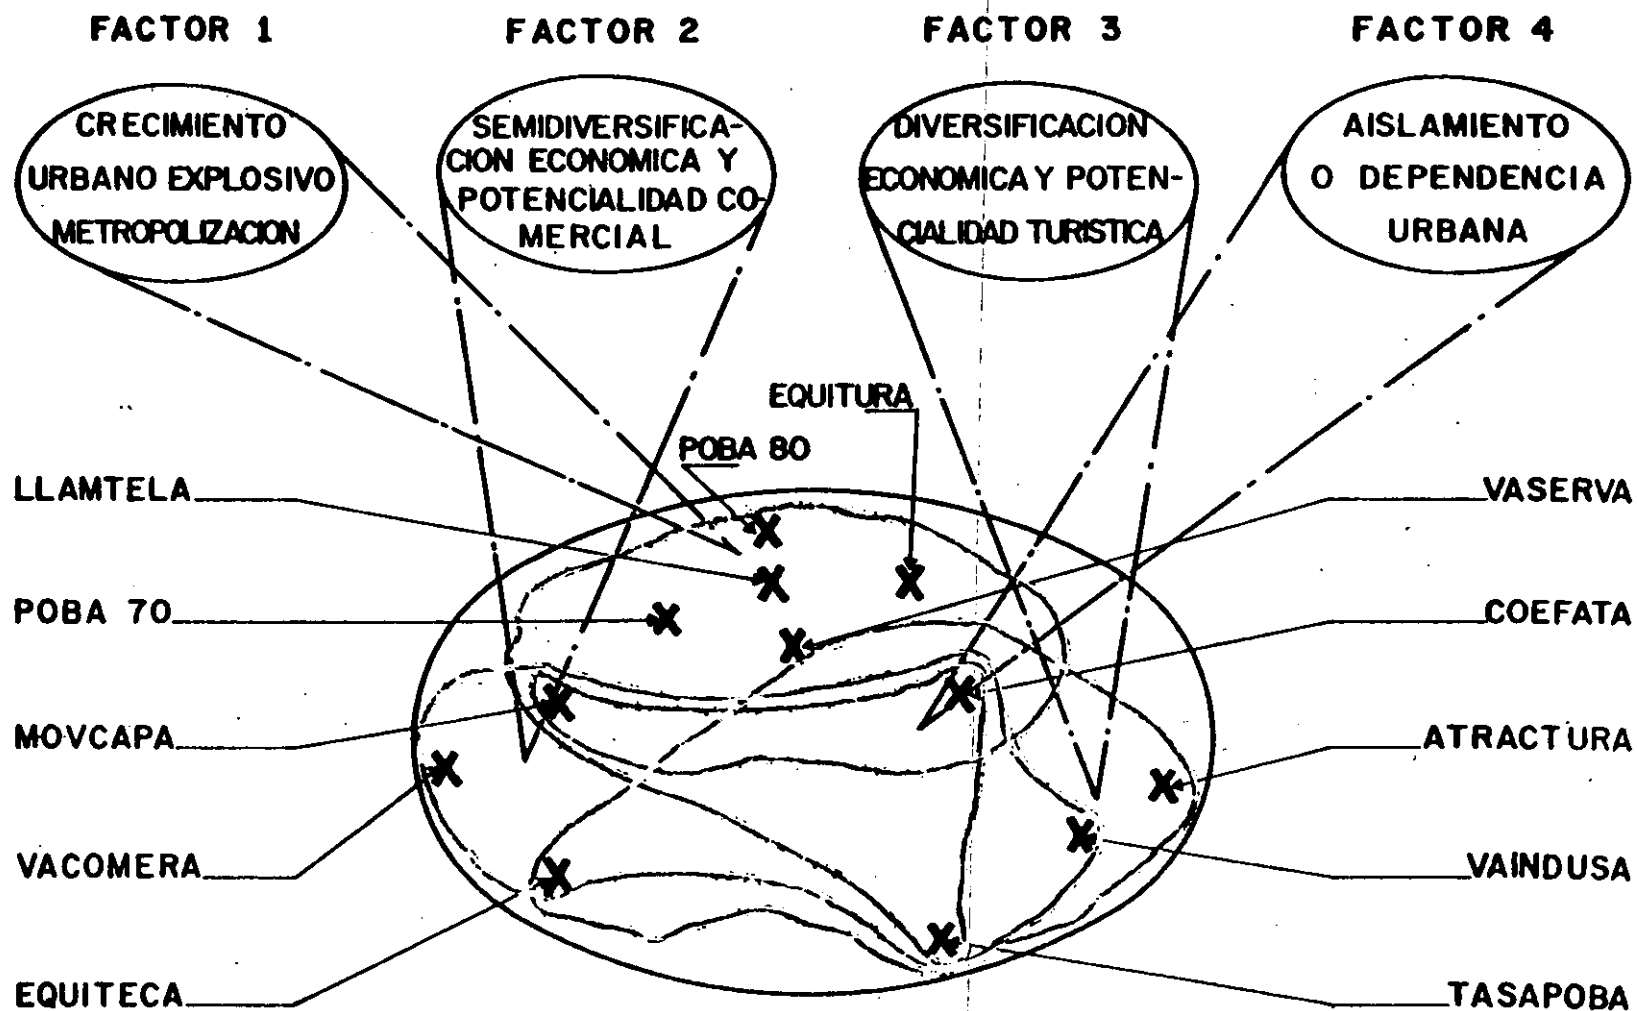 FACTOR 1
FACTOR 2
FACTOR 3
FACTOR 4
CRECIMIENTO
URBANO EXPLOSIVO
METROPOLIZACION
SEMIDIVERSIFICA-
CION ECONOMICA Y
POTENCIALIDAD CO-
MERCIAL
DIVERSIFICACION
ECONOMICA Y POTEN-
CIALIDAD TURISTICA
AISLAMIENTO
O DEPENDENCIA
URBANA
EQUITURA
POBA 80
LLAMTELA
VASERVA
POBA 70
COEFATA
MOVCAPA
ATRACTURA
VACOMERA
VAINDUSA
EQUITECA
TASAPOBA